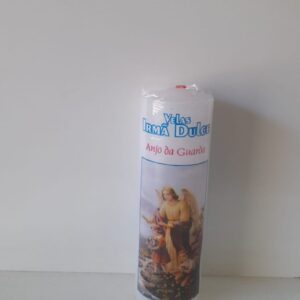 Velas
Irmã Dulce
Anjo da Guarda